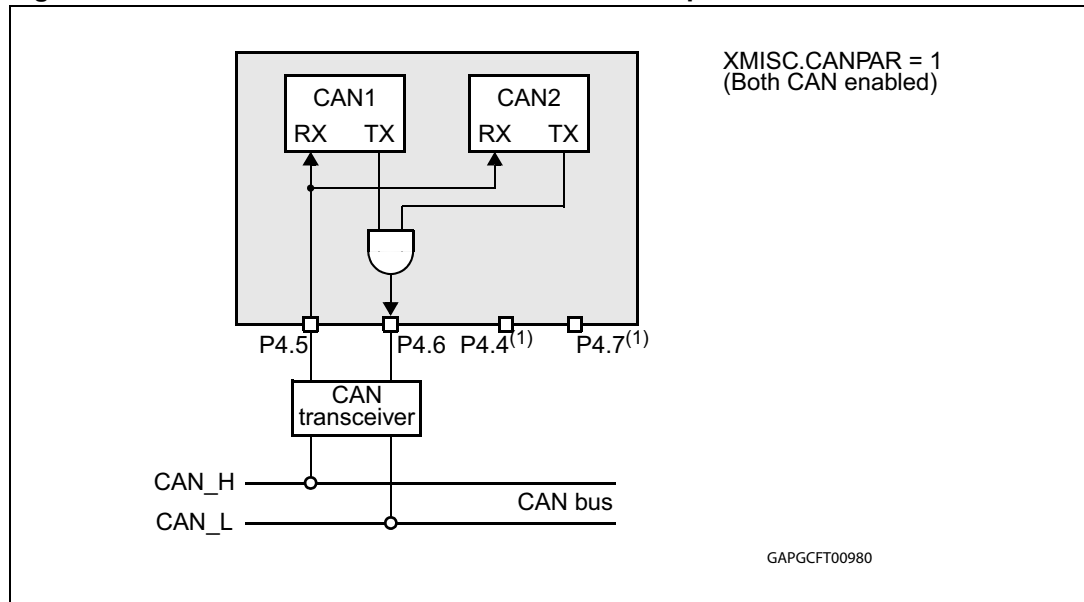 XMISC.CANPAR = 1
(Both CAN enabled)
CAN1
RX TX
CAN2
RX TX
P4.5
P4.6
P4.4(1)
P4.7(1)
CAN
transceiver
CAN_H
CAN_L
CAN bus
GAPGCFT00980